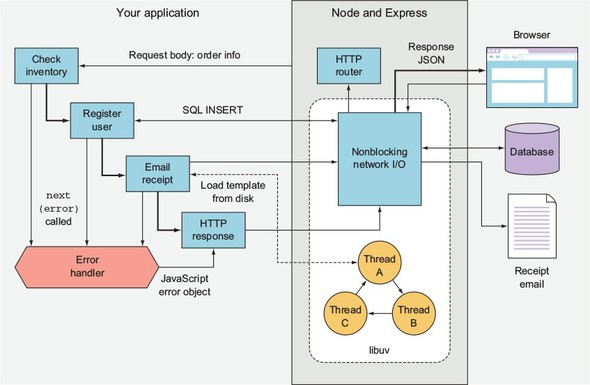 Your application
Node and Express
Browser
Check
inventory
Request body: order info
HTTP
router
Response
JSON
Register
user
SQL INSERT
Nonblocking
network I/O
Database
Email
receipt
Load template
from disk
next
(error)
called
HTTP
response
Error
handler
JavaScript
error object
Thread
A
Thread
C
Thread
B
libuv
Receipt
email